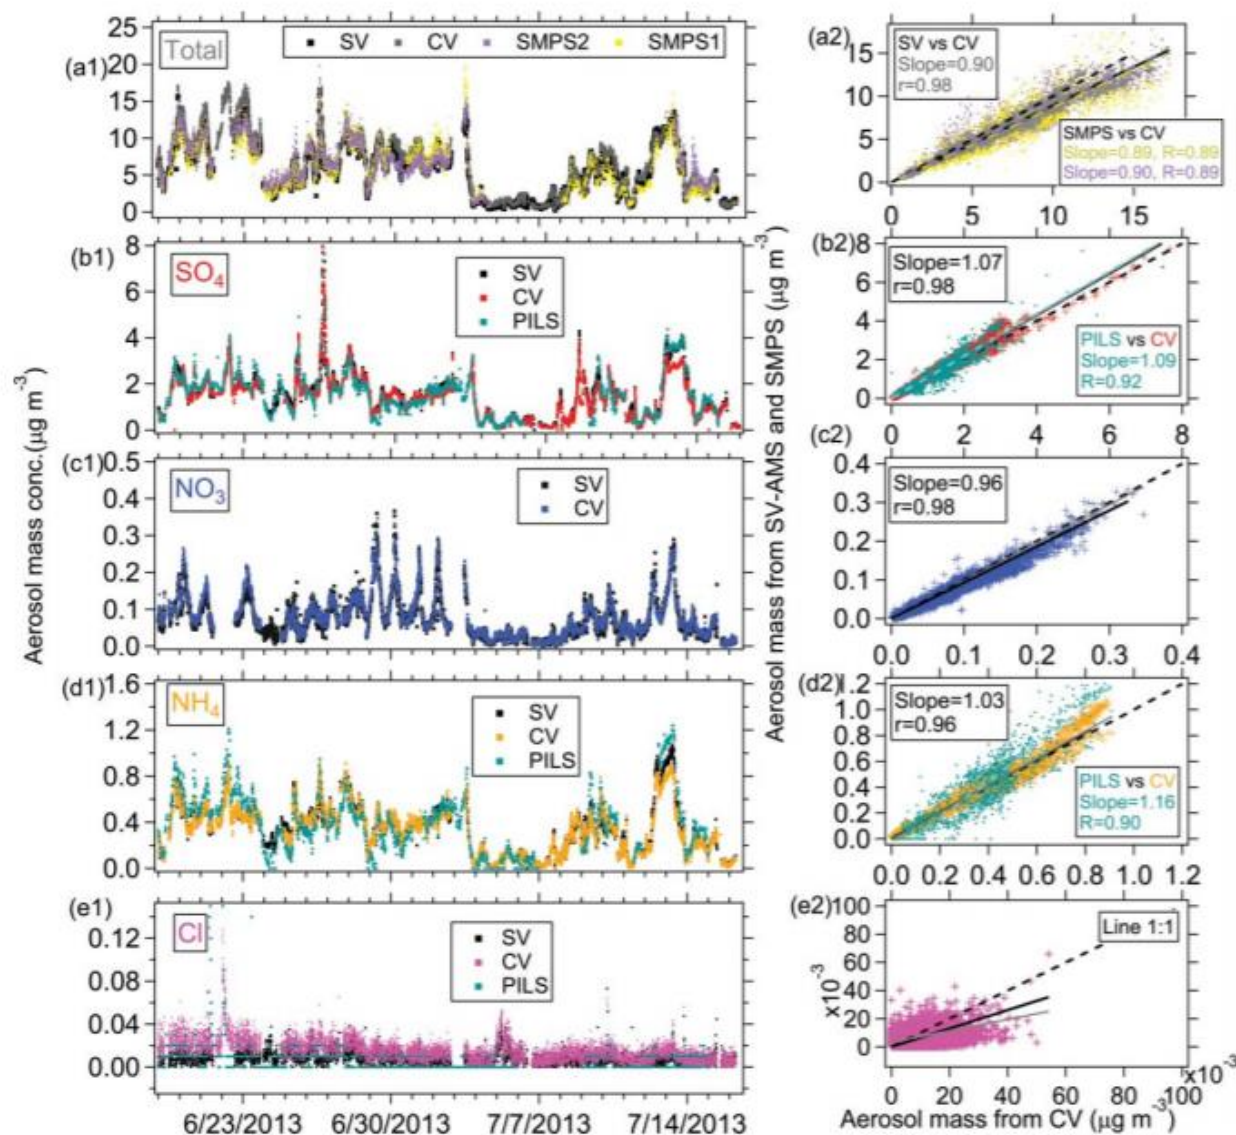 Aerosol mass conc.(μg m⁻³)
(a1)
Total
SV CV SMPS2 SMPS1
25
20
15
10
5
0
(b1)
SO₄
SV
CV
PILS
8
6
4
2
0
(c1)
NO₃
SV
CV
0.5
0.4
0.3
0.2
0.1
0.0
(d1)
NH₄
SV
CV
PILS
1.6
1.2
0.8
0.4
0.0
(e1)
Cl
SV
CV
PILS
0.12
0.08
0.04
0.00
6/23/2013 6/30/2013 7/7/2013 7/14/2013
Aerosol mass from SV-AMS and SMPS (μg m⁻³)
(a2)
SV vs CV
Slope=0.90
r=0.98
SMPS vs CV
Slope=0.89, R=0.89
Slope=0.90, R=0.89
15
10
5
0
0 5 10 15
(b2)
Slope=1.07
r=0.98
PILS vs CV
Slope=1.09
R=0.92
8
6
4
2
0
0 2 4 6 8
(c2)
Slope=0.96
r=0.98
0.4
0.3
0.2
0.1
0.0
0.0 0.1 0.2 0.3 0.4
(d2)
Slope=1.03
r=0.96
PILS vs CV
Slope=1.16
R=0.90
1.2
1.0
0.8
0.6
0.4
0.2
0.0
0.0 0.2 0.4 0.6 0.8 1.0 1.2
(e2)
Line 1:1
100
80
60
40
20
0
x10⁻³
0 20 40 60 80 100
x10⁻³
Aerosol mass from CV (μg m⁻³)